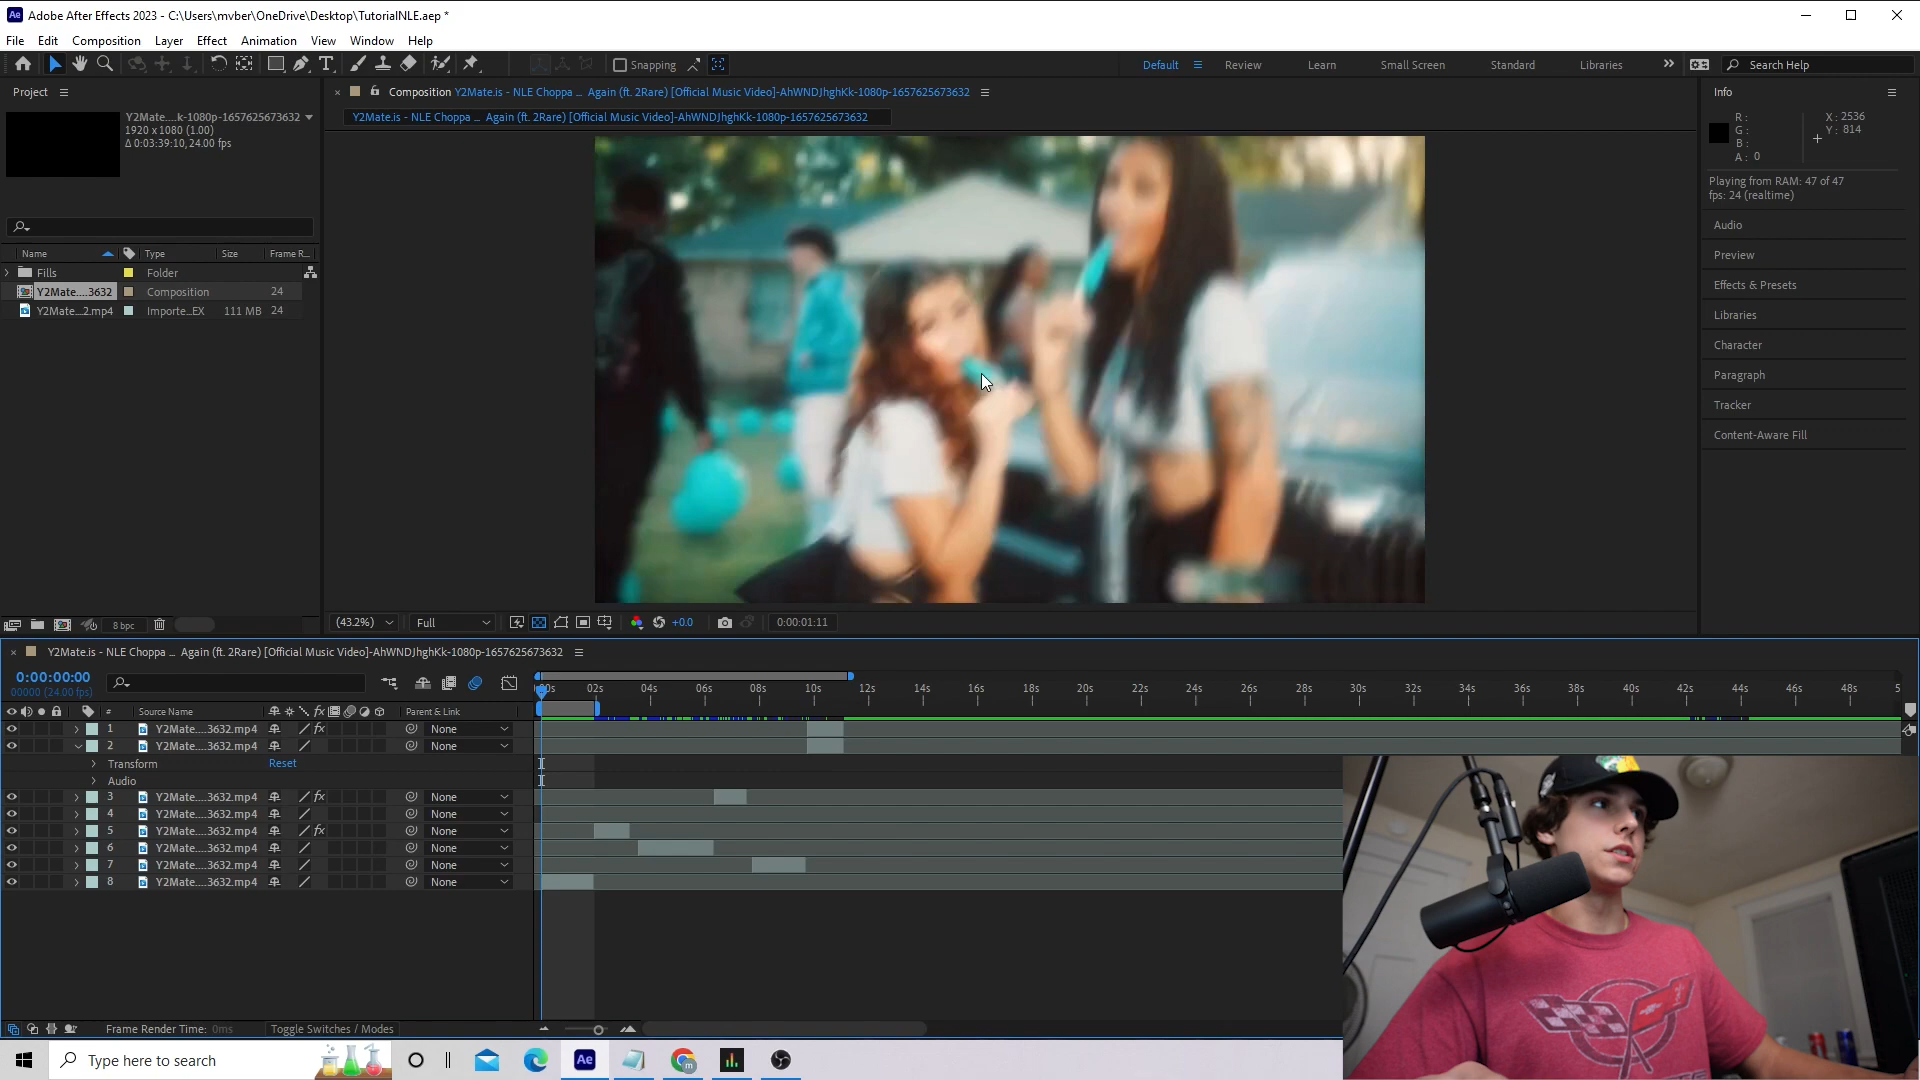 Adobe After Effects 2023 - C:\Users\mvber\OneDrive\Desktop\TutorialNLE.aep *
File Edit Composition Layer Effect Animation View Window Help
Snapping Default Review Learn Small Screen Standard Libraries Search Help
Project
Y2Mate....k-1080p-1657625673632
1920 x 1080 (1.00)
Δ 0:03:39:10, 24.00 fps
Name Type Size Frame R...
Fills Folder
Y2Mate....3632 Composition 24
Y2Mate...2.mp4 Importe...EX 111 MB 24
8 bpc
Composition Y2Mate.is - NLE Choppa ... Again (ft. 2Rare) [Official Music Video]-AhWNDJhghKk-1080p-1657625673632
Y2Mate.is - NLE Choppa ... Again (ft. 2Rare) [Official Music Video]-AhWNDJhghKk-1080p-1657625673632
(43.2%) Full +0.0 0:00:01:11
Info
R :
G :
B :
A : 0
X : 2536
Y : 814
Playing from RAM: 47 of 47
fps: 24 (realtime)
Audio
Preview
Effects & Presets
Libraries
Character
Paragraph
Tracker
Content-Aware Fill
Y2Mate.is - NLE Choppa ... Again (ft. 2Rare) [Official Music Video]-AhWNDJhghKk-1080p-1657625673632
0:00:00:00
00000 (24.00 fps)
00s 02s 04s 06s 08s 10s 12s 14s 16s 18s 20s 22s 24s 26s 28s 30s 32s 34s 36s 38s 40s 42s 44s 46s 48s 5
# Source Name fx Parent & Link
1 Y2Mate....3632.mp4 fx None
2 Y2Mate....3632.mp4 None
Transform Reset
Audio
3 Y2Mate....3632.mp4 fx None
4 Y2Mate....3632.mp4 None
5 Y2Mate....3632.mp4 fx None
6 Y2Mate....3632.mp4 None
7 Y2Mate....3632.mp4 None
8 Y2Mate....3632.mp4 None
Frame Render Time: 0ms Toggle Switches / Modes
Type here to search
Ae